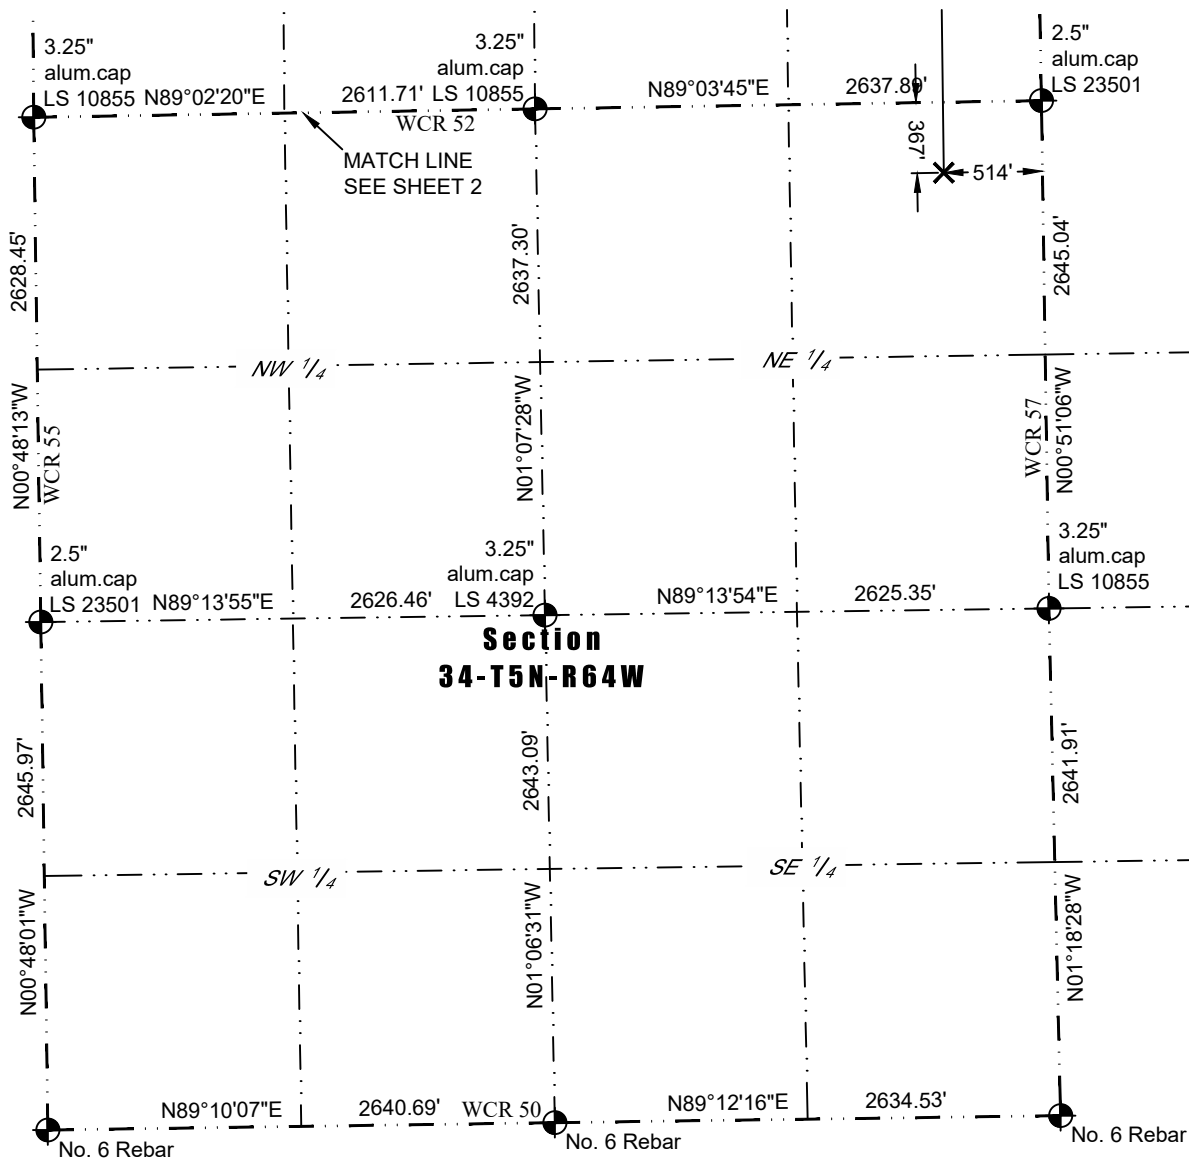 3.25"
alum.cap
LS 10855
N89°02'20"E
2611.71'
3.25"
alum.cap
LS 10855
N89°03'45"E
2637.89'
2.5"
alum.cap
LS 23501
WCR 52
MATCH LINE
SEE SHEET 2
367'
514'
2628.45'
2637.30'
2645.04'
NW 1/4
NE 1/4
N00°48'13"W
WCR 55
N01°07'28"W
WCR 57
N00°51'06"W
2.5"
alum.cap
LS 23501
N89°13'55"E
2626.46'
3.25"
alum.cap
LS 4392
N89°13'54"E
2625.35'
3.25"
alum.cap
LS 10855
Section
34-T5N-R64W
2645.97'
2643.09'
2641.91'
SW 1/4
SE 1/4
N00°48'01"W
N01°06'31"W
N01°18'28"W
N89°10'07"E
2640.69'
WCR 50
N89°12'16"E
2634.53'
No. 6 Rebar
No. 6 Rebar
No. 6 Rebar